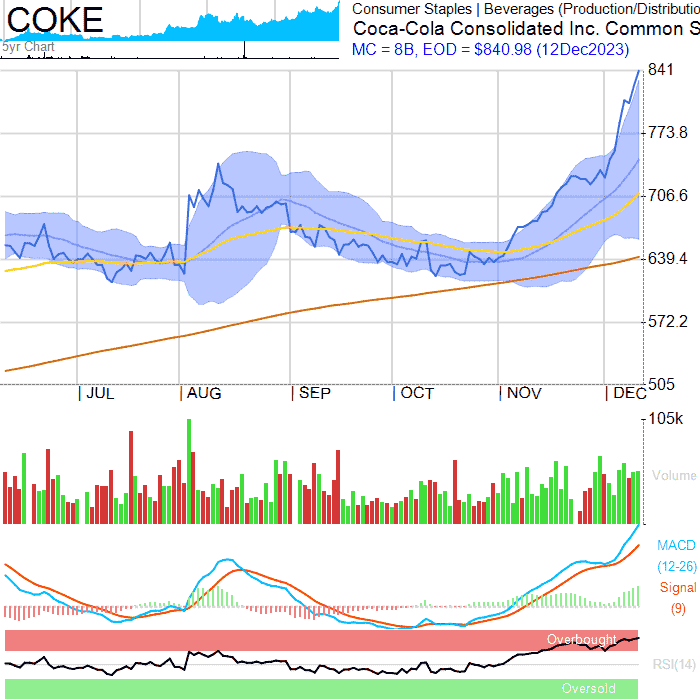 COKE
5yr Chart
Consumer Staples | Beverages (Production/Distributio
Coca-Cola Consolidated Inc. Common S
MC = 8B, EOD = $840.98 (12Dec2023)
841
773.8
706.6
639.4
572.2
505
| JUL | AUG | SEP | OCT | NOV | DEC
105k
Volume
MACD
(12-26)
Signal
(9)
Overbought
RSI(14)
Oversold